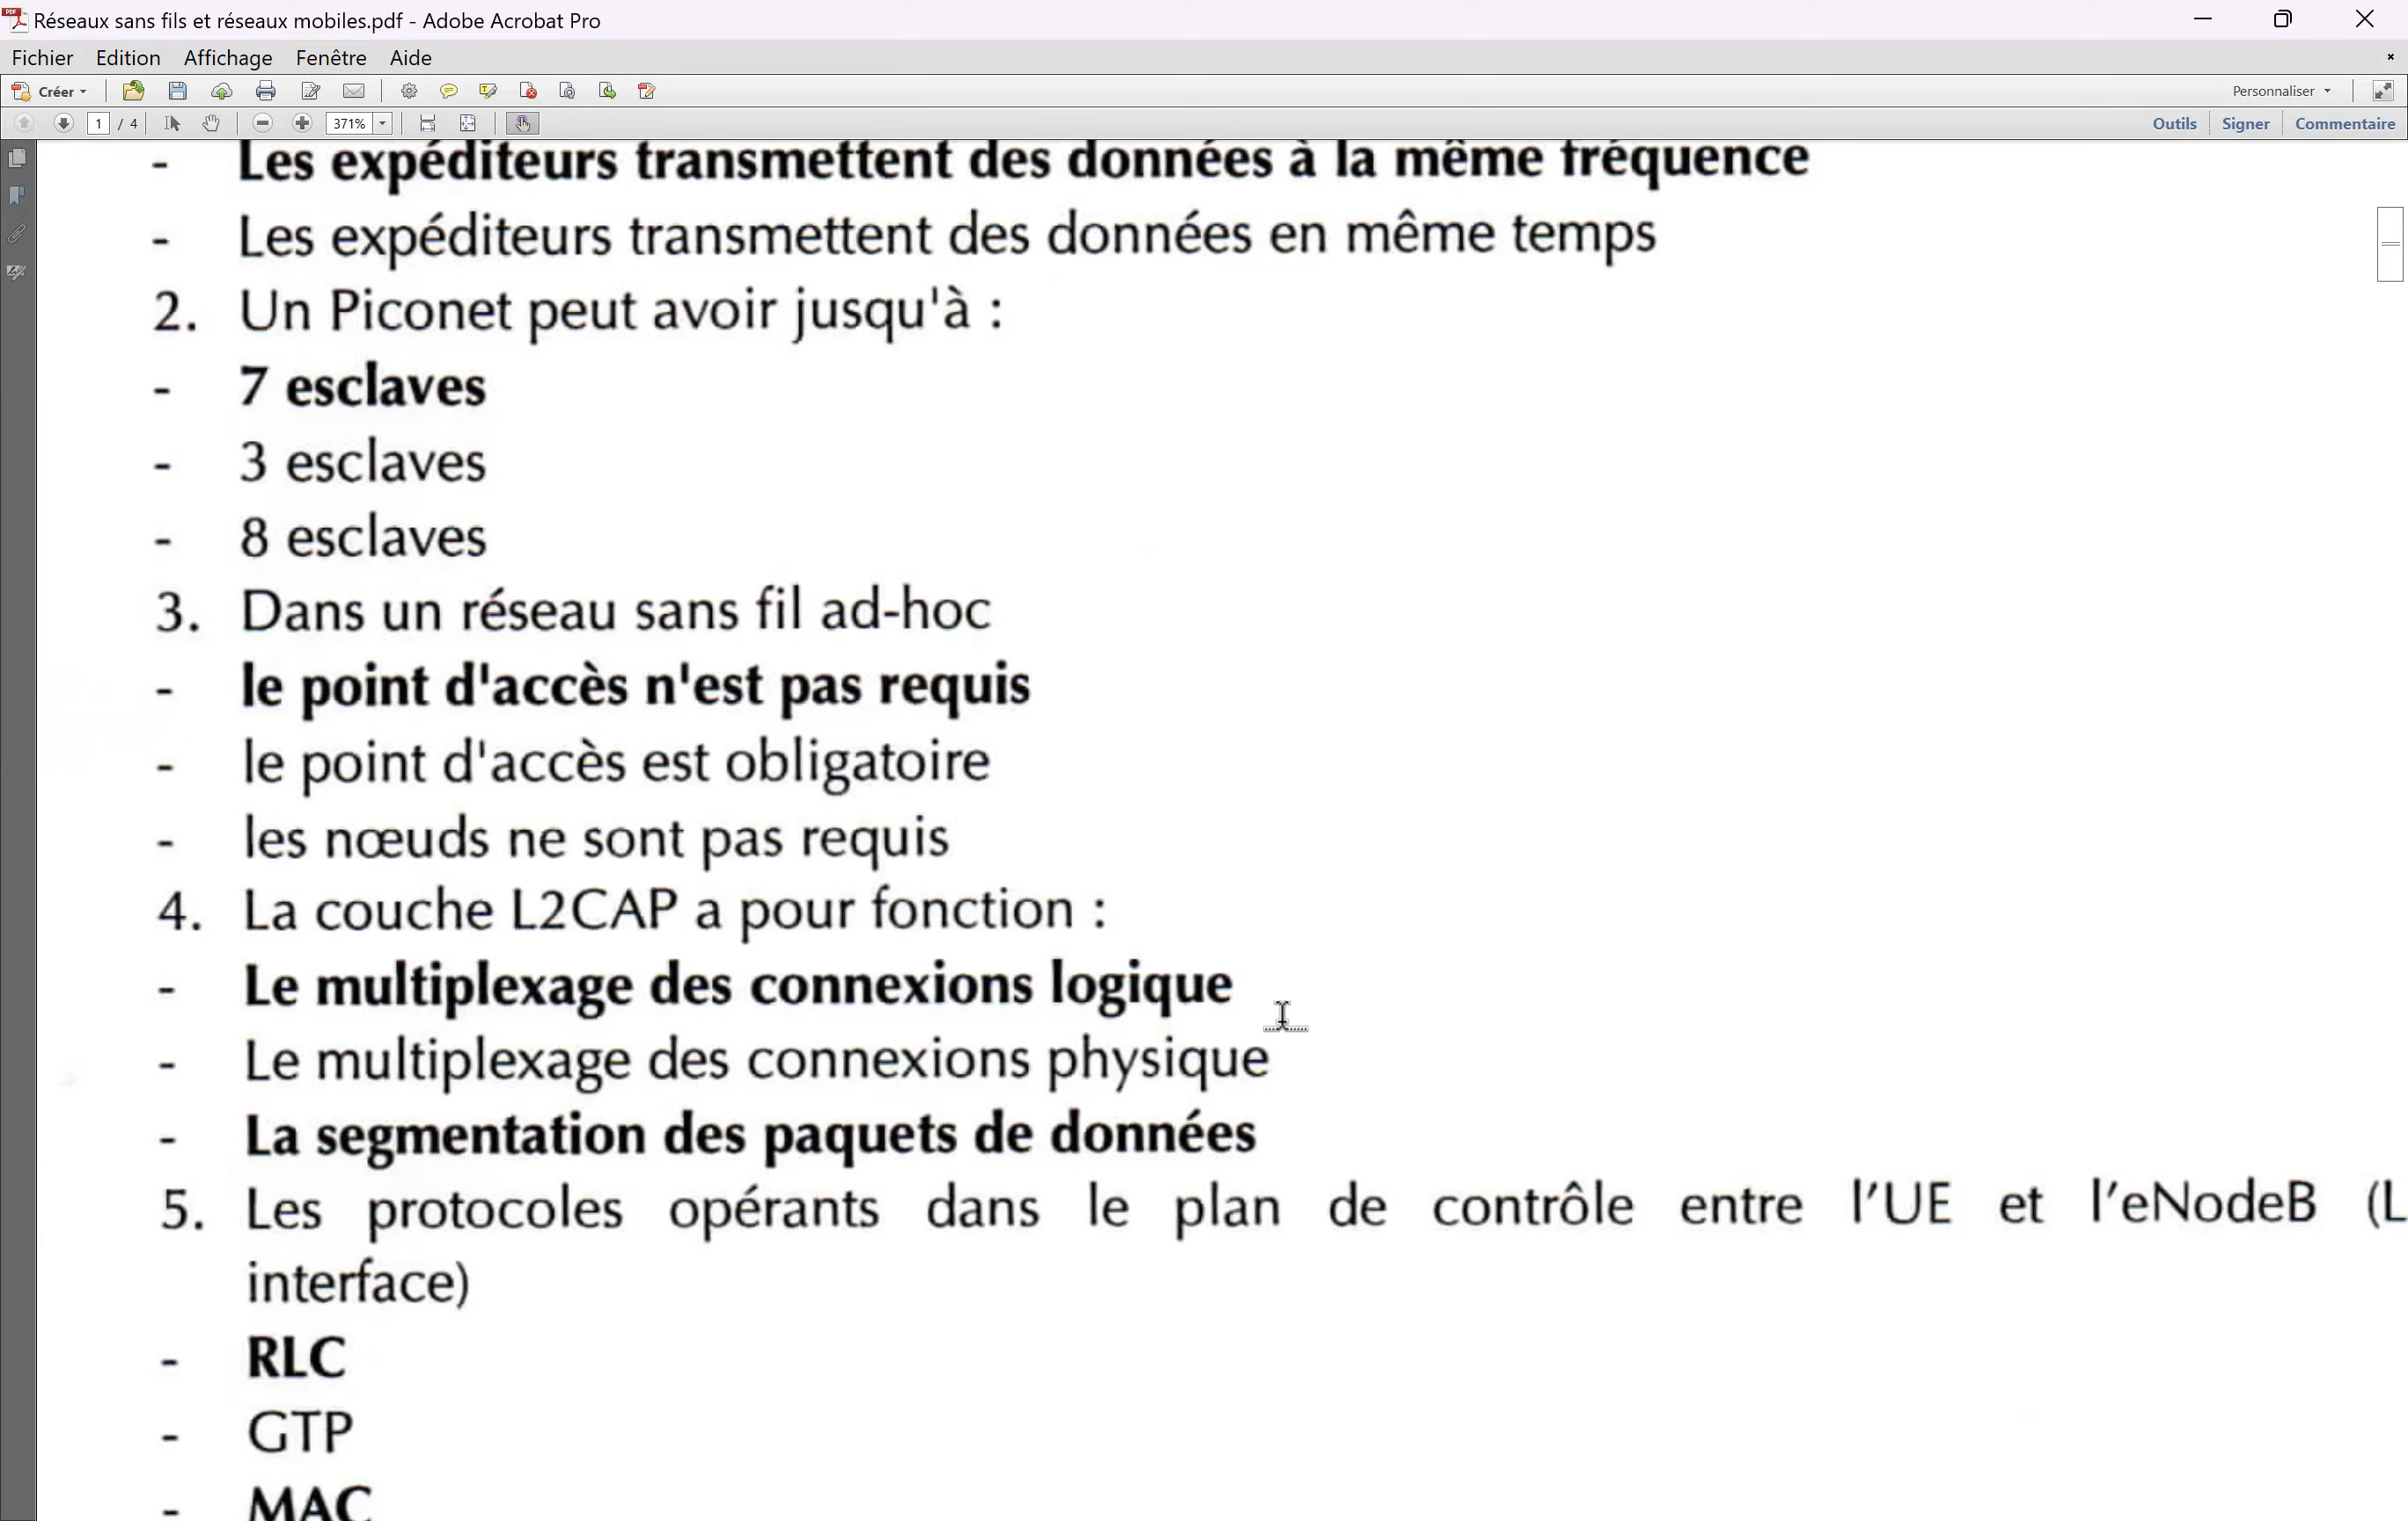 Réseaux sans fils et réseaux mobiles.pdf - Adobe Acrobat Pro
Fichier Edition Affichage Fenêtre Aide
Créer Personnaliser
1 / 4 371% Outils Signer Commentaire
- Les expéditeurs transmettent des données à la même fréquence
- Les expéditeurs transmettent des données en même temps
2. Un Piconet peut avoir jusqu'à :
- 7 esclaves
- 3 esclaves
- 8 esclaves
3. Dans un réseau sans fil ad-hoc
- le point d'accès n'est pas requis
- le point d'accès est obligatoire
- les nœuds ne sont pas requis
4. La couche L2CAP a pour fonction :
- Le multiplexage des connexions logique
- Le multiplexage des connexions physique
- La segmentation des paquets de données
5. Les protocoles opérants dans le plan de contrôle entre l’UE et l’eNodeB (L
interface)
- RLC
- GTP
- MAC